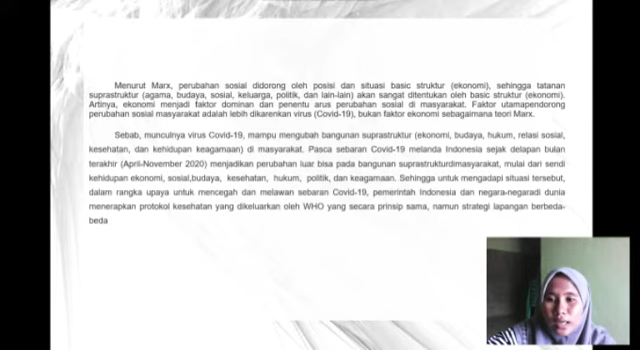 Menurut Marx, perubahan sosial didorong oleh posisi dan situasi basic struktur (ekonomi), sehingga tatanan
suprastruktur (agama, budaya, sosial, keluarga, politik, dan lain-lain) akan sangat ditentukan oleh basic struktur (ekonomi).
Artinya, ekonomi menjadi faktor dominan dan penentu arus perubahan sosial di masyarakat. Faktor utamapendorong
perubahan sosial masyarakat adalah lebih dikarenkan virus (Covid-19), bukan faktor ekonomi sebagaimana teori Marx.
Sebab, munculnya virus Covid-19, mampu mengubah bangunan suprastruktur (ekonomi, budaya, hukum, relasi sosial,
kesehatan, dan kehidupan keagamaan) di masyarakat. Pasca sebaran Covid-19 melanda Indonesia sejak delapan bulan
terakhir (April-November 2020) menjadikan perubahan luar bisa pada bangunan suprastrukturdimasyarakat, mulai dari sendi
kehidupan ekonomi, sosial,budaya, kesehatan, hukum, politik, dan keagamaan. Sehingga untuk mengadapi situasi tersebut,
dalam rangka upaya untuk mencegah dan melawan sebaran Covid-19, pemerintah Indonesia dan negara-negaradi dunia
menerapkan protokol kesehatan yang dikeluarkan oleh WHO yang secara prinsip sama, namun strategi lapangan berbeda-
beda